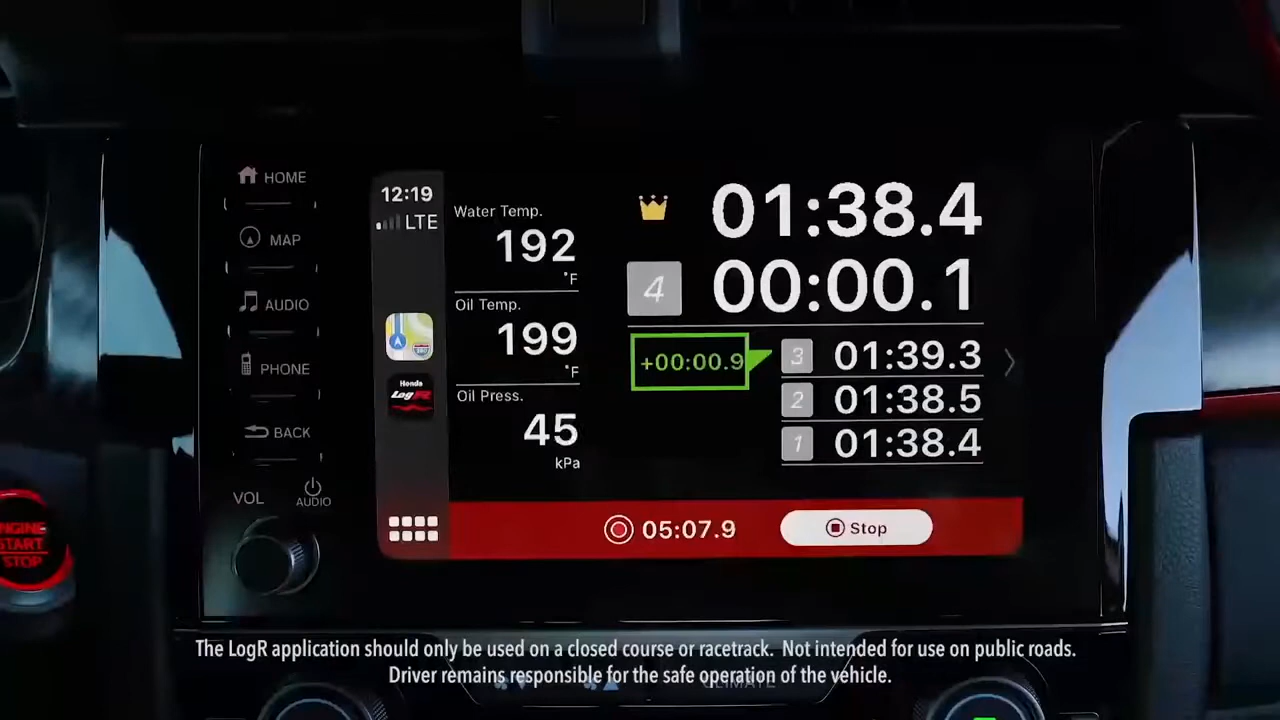 HOME
MAP
AUDIO
PHONE
BACK
VOL
AUDIO
ENGINE
START
STOP
12:19
LTE
Honda
LogR
Water Temp.
192
°F
Oil Temp.
199
°F
Oil Press.
45
kPa
01:38.4
4 00:00.1
+00:00.9
3 01:39.3
2 01:38.5
1 01:38.4
05:07.9
Stop
The LogR application should only be used on a closed course or racetrack. Not intended for use on public roads.
Driver remains responsible for the safe operation of the vehicle.
CLIMATE